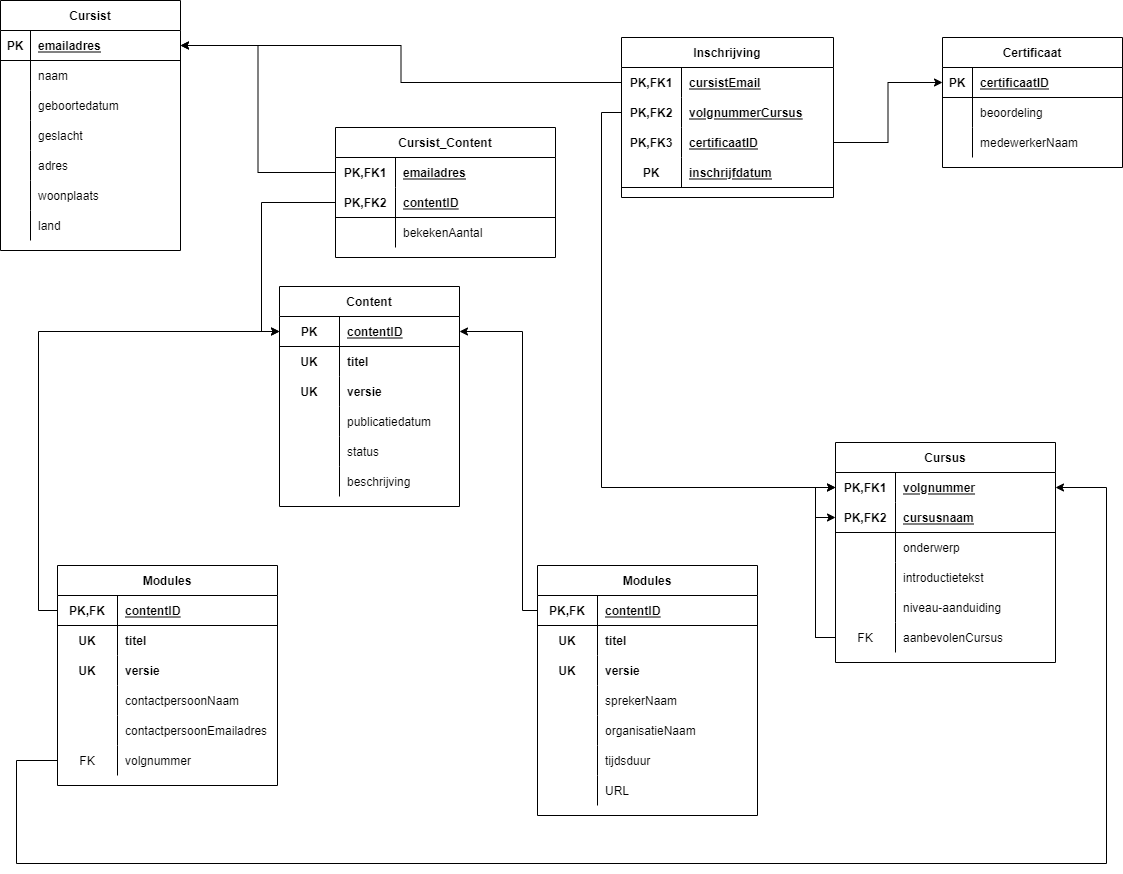 Cursist
PK emailadres
naam
geboortedatum
geslacht
adres
woonplaats
land
Inschrijving
PK,FK1 cursistEmail
PK,FK2 volgnummerCursus
PK,FK3 certificaatID
PK inschrijfdatum
Certificaat
PK certificaatID
beoordeling
medewerkerNaam
Cursist_Content
PK,FK1 emailadres
PK,FK2 contentID
bekekenAantal
Content
PK contentID
UK titel
UK versie
publicatiedatum
status
beschrijving
Cursus
PK,FK1 volgnummer
PK,FK2 cursusnaam
onderwerp
introductietekst
niveau-aanduiding
FK aanbevolenCursus
Modules
PK,FK contentID
UK titel
UK versie
contactpersoonNaam
contactpersoonEmailadres
FK volgnummer
Modules
PK,FK contentID
UK titel
UK versie
sprekerNaam
organisatieNaam
tijdsduur
URL